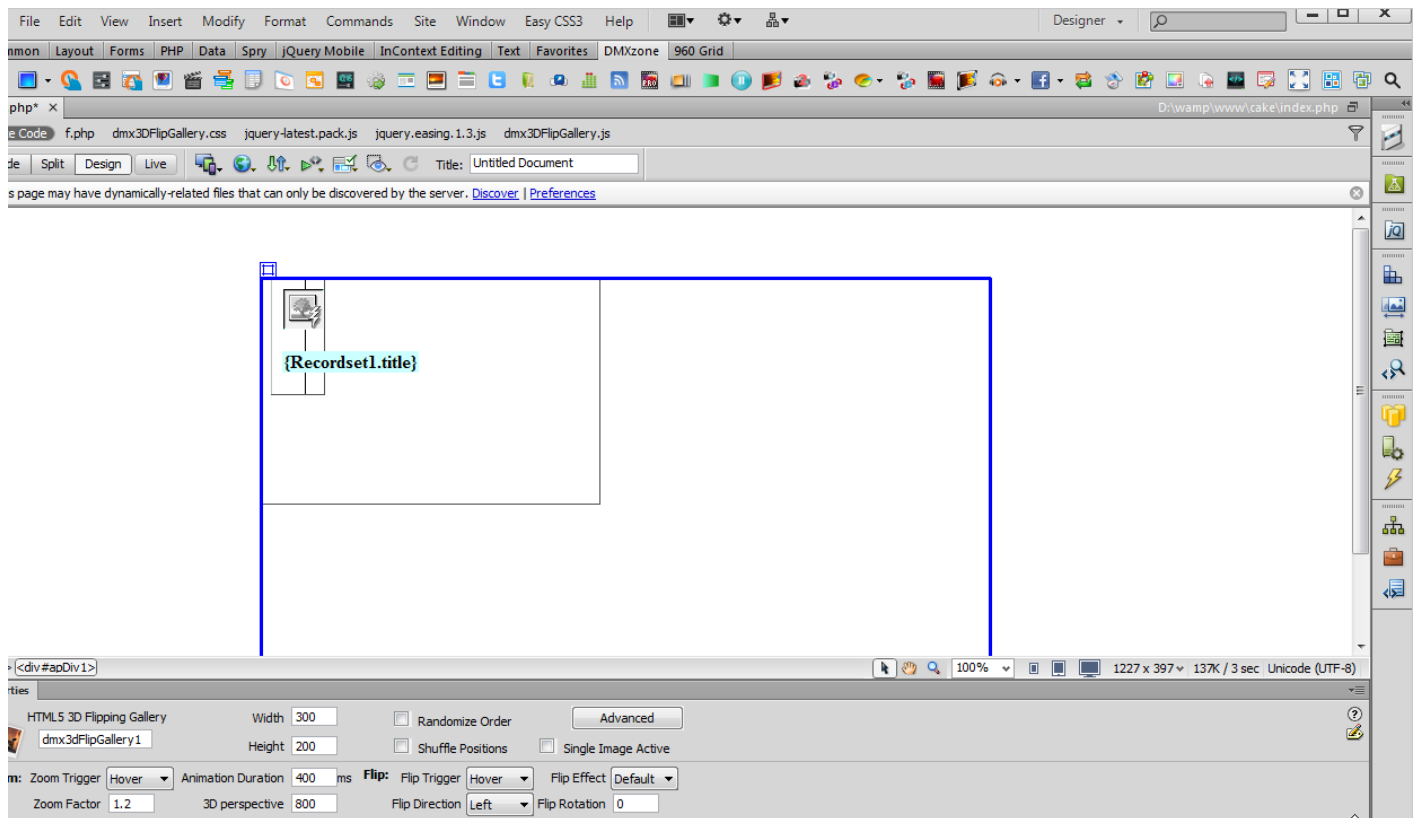 File Edit View Insert Modify Format Commands Site Window Easy CSS3 Help Designer
mmon Layout Forms PHP Data Spry jQuery Mobile InContext Editing Text Favorites DMXzone 960 Grid
php* D:\wamp\www\cake\index.php
e Code f.php dmx3DFlipGallery.css jquery-latest.pack.js jquery.easing.1.3.js dmx3DFlipGallery.js
de Split Design Live Title: Untitled Document
s page may have dynamically-related files that can only be discovered by the server. Discover | Preferences
jQ
{Recordset1.title}
<div#apDiv1> 100% 1227 x 397 137K / 3 sec Unicode (UTF-8)
rties
HTML5 3D Flipping Gallery Width 300 Randomize Order Advanced
dmx3dFlipGallery1 Height 200 Shuffle Positions Single Image Active
m: Zoom Trigger Hover Animation Duration 400 ms Flip: Flip Trigger Hover Flip Effect Default
Zoom Factor 1.2 3D perspective 800 Flip Direction Left Flip Rotation 0